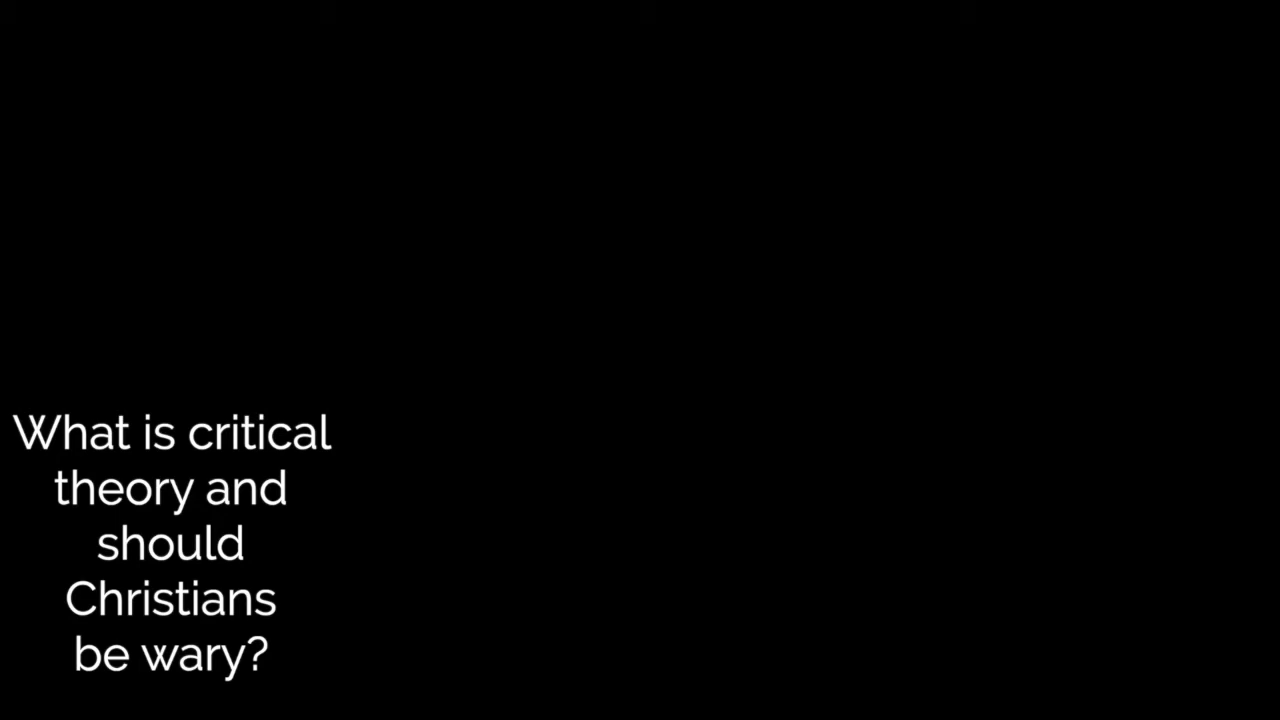 What is critical
theory and
should
Christians
be wary?